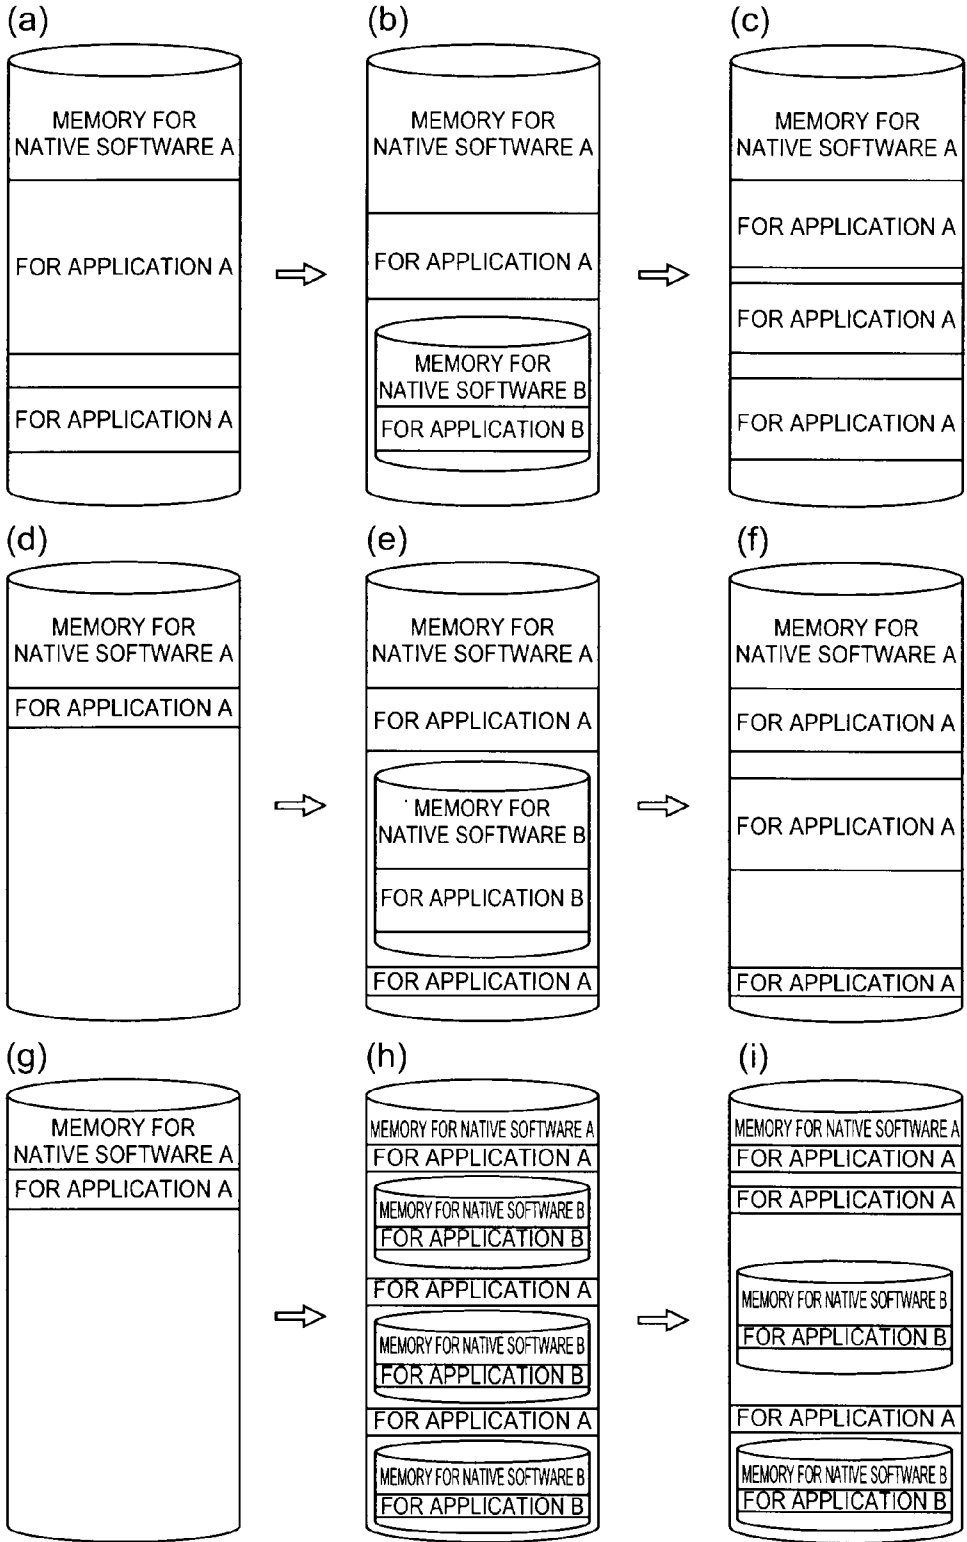 (a)
MEMORY FOR
NATIVE SOFTWARE A
FOR APPLICATION A
FOR APPLICATION A
(b)
MEMORY FOR
NATIVE SOFTWARE A
FOR APPLICATION A
MEMORY FOR
NATIVE SOFTWARE B
FOR APPLICATION B
(c)
MEMORY FOR
NATIVE SOFTWARE A
FOR APPLICATION A
FOR APPLICATION A
FOR APPLICATION A
(d)
MEMORY FOR
NATIVE SOFTWARE A
FOR APPLICATION A
(e)
MEMORY FOR
NATIVE SOFTWARE A
FOR APPLICATION A
MEMORY FOR
NATIVE SOFTWARE B
FOR APPLICATION B
FOR APPLICATION A
(f)
MEMORY FOR
NATIVE SOFTWARE A
FOR APPLICATION A
FOR APPLICATION A
FOR APPLICATION A
(g)
MEMORY FOR
NATIVE SOFTWARE A
FOR APPLICATION A
(h)
MEMORY FOR NATIVE SOFTWARE A
FOR APPLICATION A
MEMORY FOR NATIVE SOFTWARE B
FOR APPLICATION B
FOR APPLICATION A
MEMORY FOR NATIVE SOFTWARE B
FOR APPLICATION B
FOR APPLICATION A
MEMORY FOR NATIVE SOFTWARE B
FOR APPLICATION B
(i)
MEMORY FOR NATIVE SOFTWARE A
FOR APPLICATION A
FOR APPLICATION A
MEMORY FOR NATIVE SOFTWARE B
FOR APPLICATION B
FOR APPLICATION A
MEMORY FOR NATIVE SOFTWARE B
FOR APPLICATION B